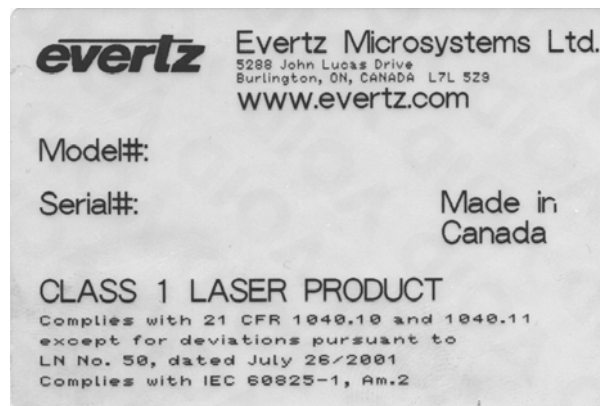 evertz
Evertz Microsystems Ltd.
5288 John Lucas Drive
Burlington, ON, CANADA L7L 5Z9
www.evertz.com
Model#:
Serial#:
Made in
Canada
CLASS 1 LASER PRODUCT
Complies with 21 CFR 1040.10 and 1040.11
except for deviations pursuant to
LN No. 50, dated July 26/2001
Complies with IEC 60825-1, Am.2